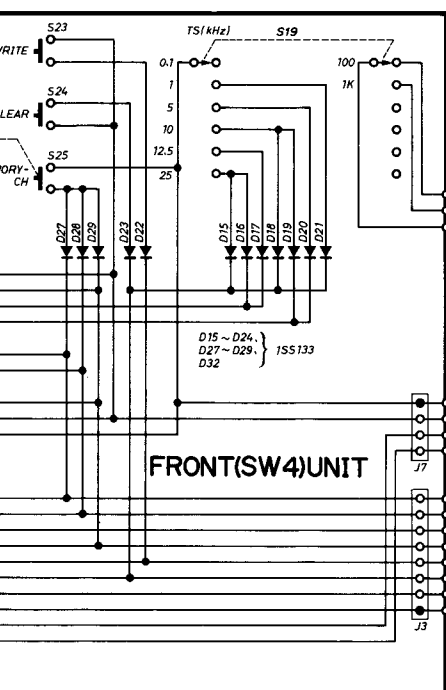 S23
WRITE
S24
LEAR
S25
ORY-
CH
TS(kHz)
S19
0.1
1
5
10
12.5
25
100
1K
D27
D28
D29
D23
D22
D15
D16
D17
D18
D19
D20
D21
D15~D24、
D27~D29、
D32
1SS133
FRONT(SW4)UNIT
J7
J3